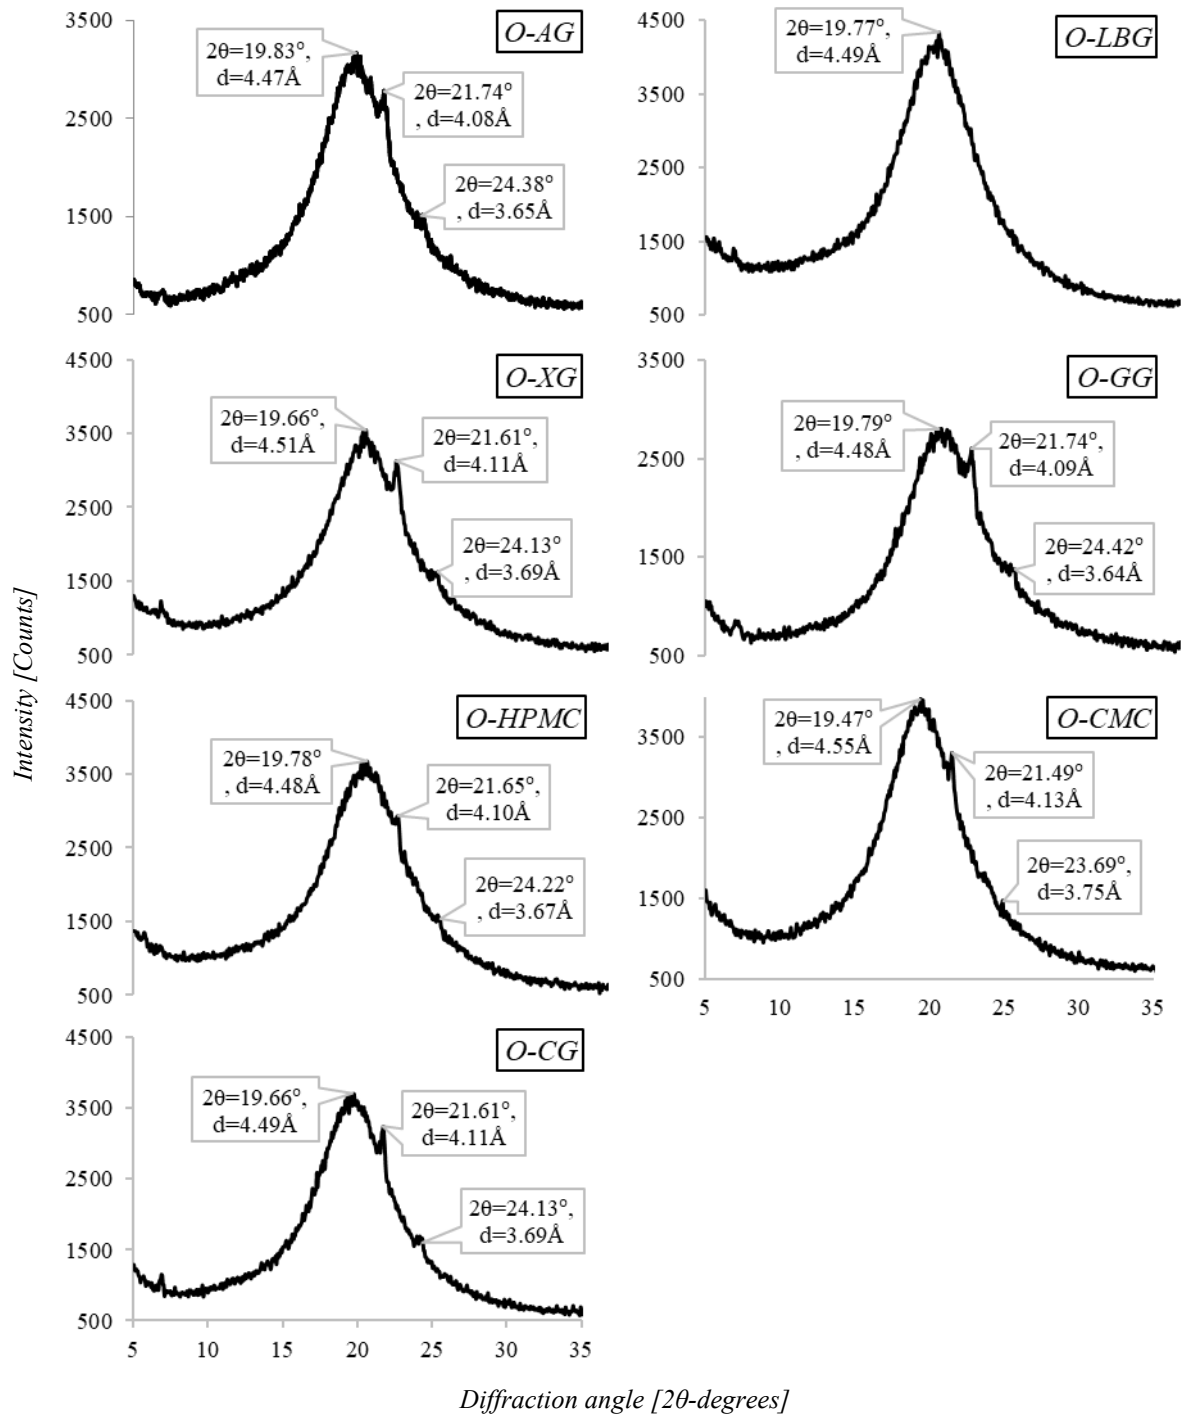 O-AG
3500
2500
1500
500
2θ=19.83°,
d=4.47Å
2θ=21.74°
, d=4.08Å
2θ=24.38°
, d=3.65Å
O-LBG
4500
3500
2500
1500
500
2θ=19.77°,
d=4.49Å
O-XG
4500
3500
2500
1500
500
2θ=19.66°,
d=4.51Å
2θ=21.61°,
d=4.11Å
2θ=24.13°
, d=3.69Å
O-GG
3500
2500
1500
500
2θ=19.79°
, d=4.48Å
2θ=21.74°,
d=4.09Å
2θ=24.42°
, d=3.64Å
O-HPMC
4500
3500
2500
1500
500
2θ=19.78°
, d=4.48Å
2θ=21.65°,
d=4.10Å
2θ=24.22°
, d=3.67Å
O-CMC
3500
2500
1500
500
2θ=19.47°
, d=4.55Å
2θ=21.49°
, d=4.13Å
2θ=23.69°,
d=3.75Å
5 10 15 20 25 30 35
O-CG
4500
3500
2500
1500
500
2θ=19.66°,
d=4.49Å
2θ=21.61°,
d=4.11Å
2θ=24.13°,
d=3.69Å
5 10 15 20 25 30 35
Intensity [Counts]
Diffraction angle [2θ-degrees]